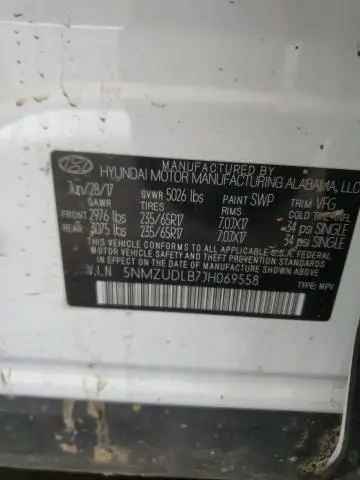 MANUFACTURED BY
HYUNDAI MOTOR MANUFACTURING ALABAMA, LLC
Jun/28/17 GVWR 5026 lbs PAINT SWP TRIM VFG
GAWR TIRES RIMS COLD TIRE
FRONT 2976 lbs 235/65R17 7.0JX17 34 psi SINGLE
REAR 3075 lbs 235/65R17 7.0JX17 34 psi SINGLE
THIS VEHICLE CONFORMS TO ALL APPLICABLE U.S.A. FEDERAL
MOTOR VEHICLE SAFETY, BUMPER, AND THEFT
PREVENTION STANDARDS IN EFFECT ON THE DATE OF
MANUFACTURE SHOWN ABOVE.
V.I.N 5NMZUDLB7JH069558
TYPE: MPV